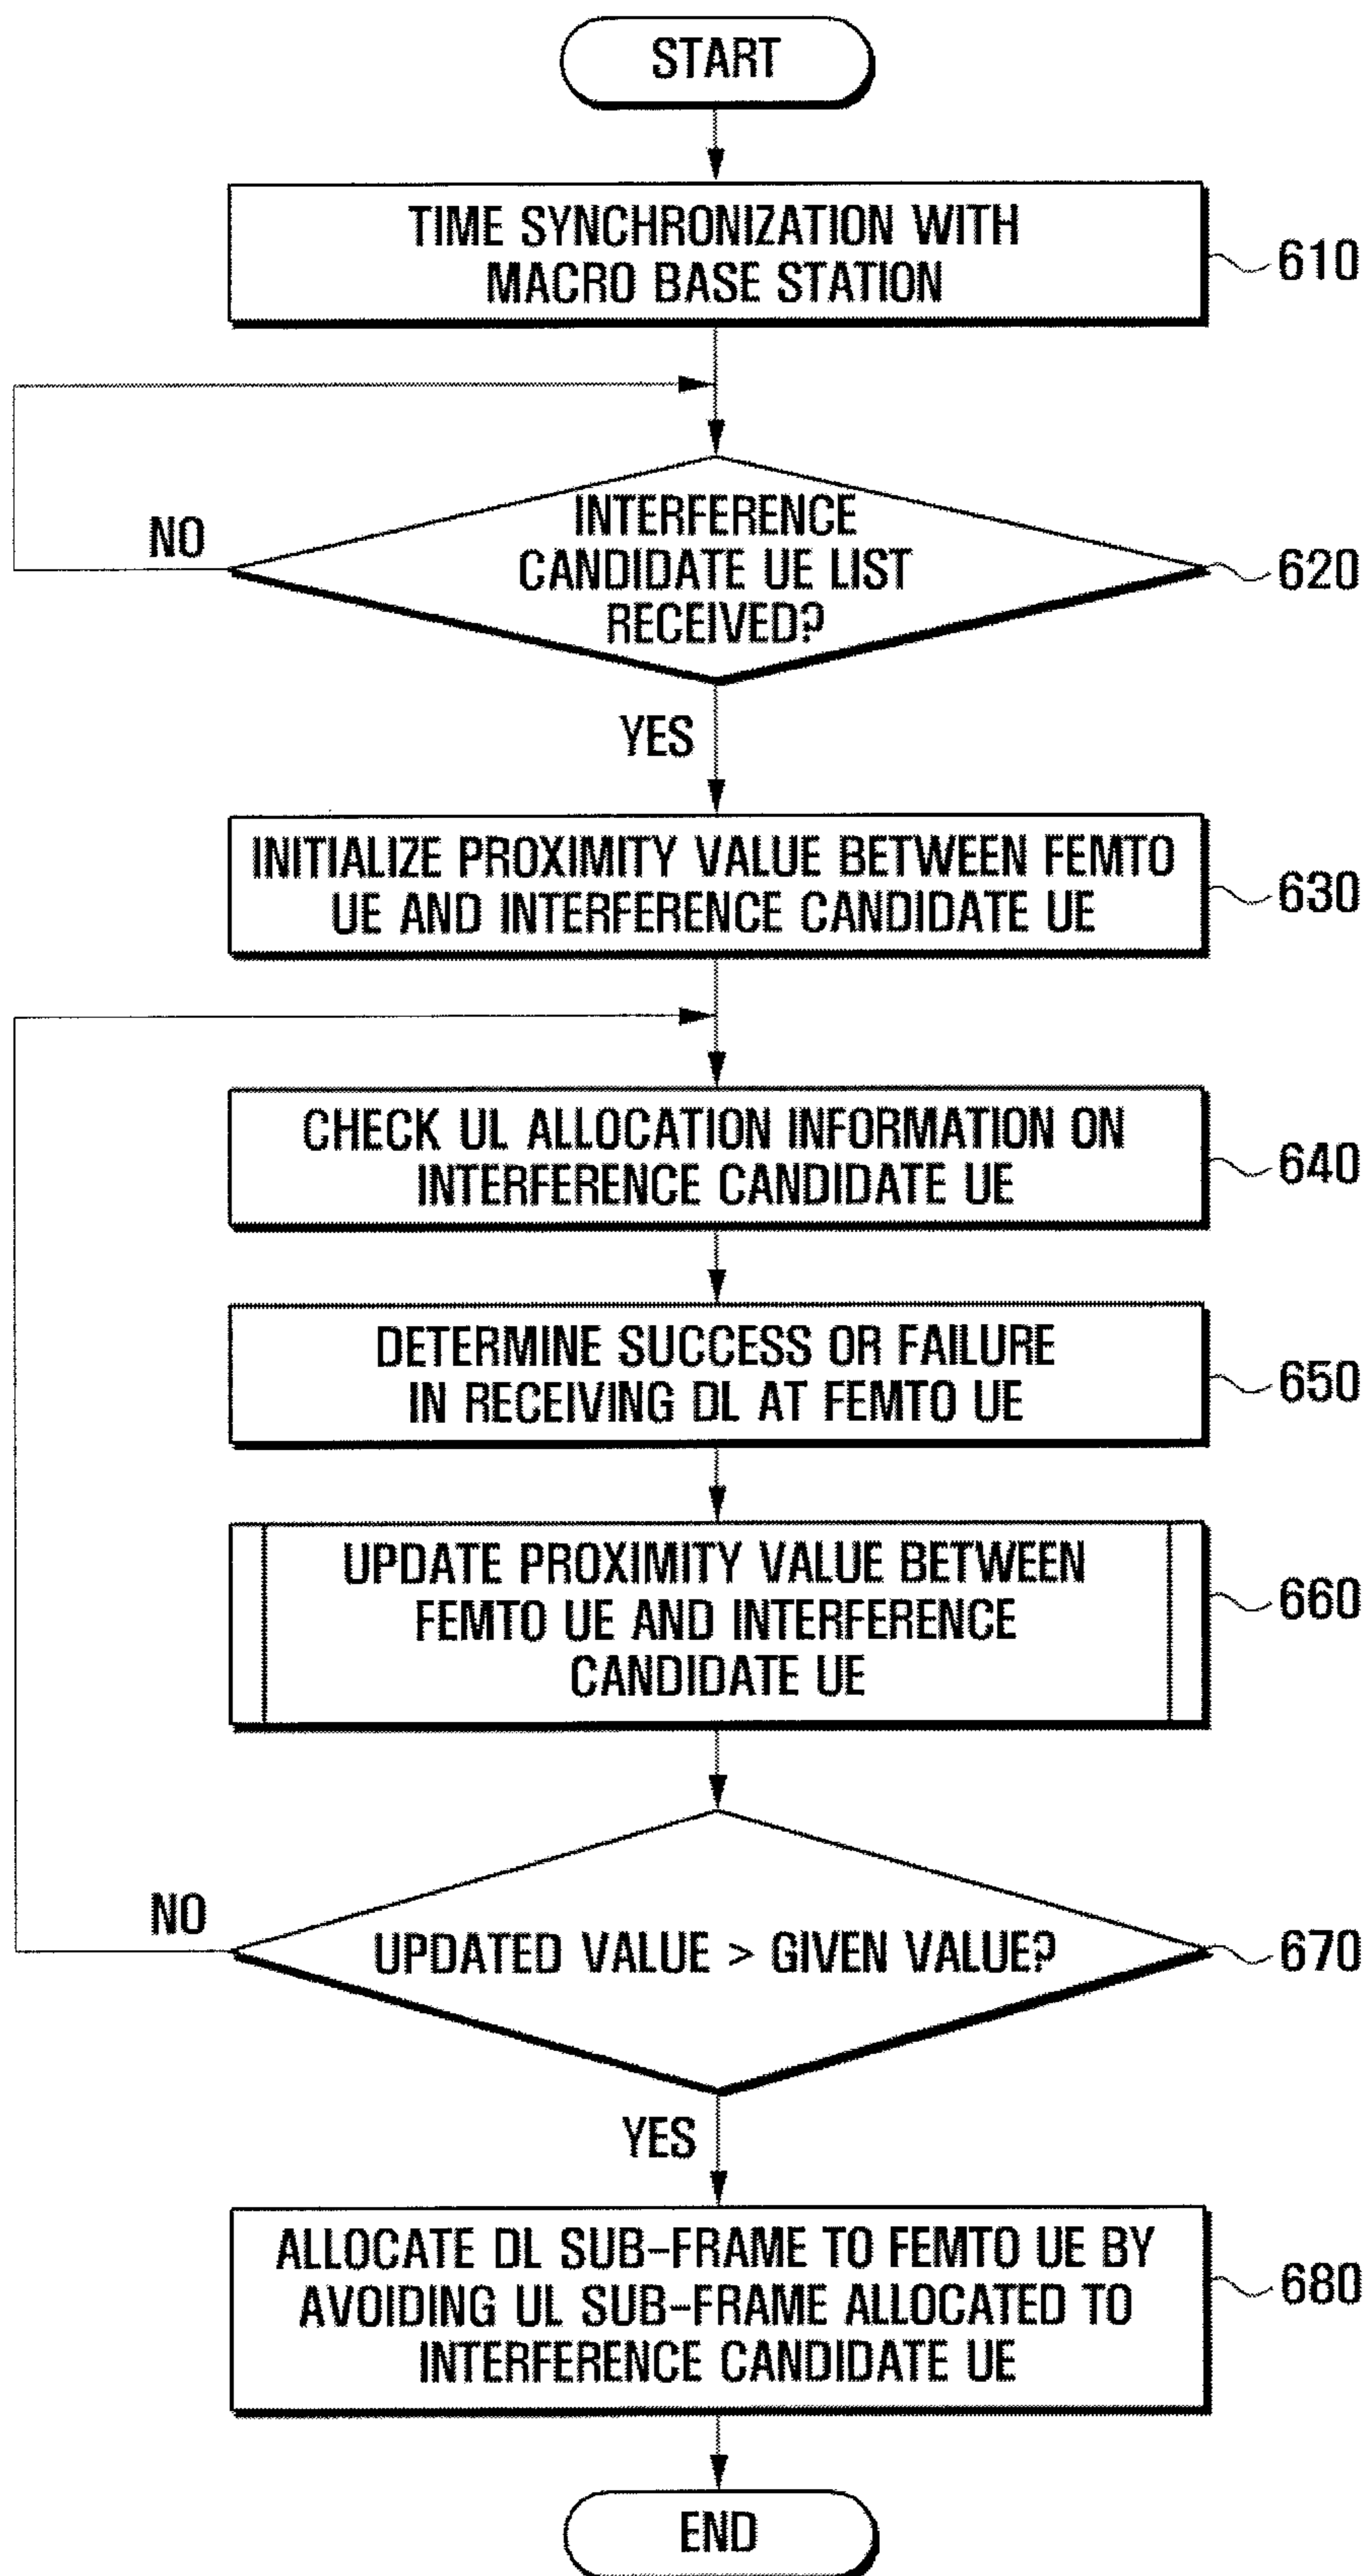 START
TIME SYNCHRONIZATION WITH
MACRO BASE STATION
610
INTERFERENCE
CANDIDATE UE LIST
RECEIVED?
NO
620
YES
INITIALIZE PROXIMITY VALUE BETWEEN FEMTO
UE AND INTERFERENCE CANDIDATE UE
630
CHECK UL ALLOCATION INFORMATION ON
INTERFERENCE CANDIDATE UE
640
DETERMINE SUCCESS OR FAILURE
IN RECEIVING DL AT FEMTO UE
650
UPDATE PROXIMITY VALUE BETWEEN
FEMTO UE AND INTERFERENCE
CANDIDATE UE
660
NO
UPDATED VALUE > GIVEN VALUE?
670
YES
ALLOCATE DL SUB-FRAME TO FEMTO UE BY
AVOIDING UL SUB-FRAME ALLOCATED TO
INTERFERENCE CANDIDATE UE
680
END